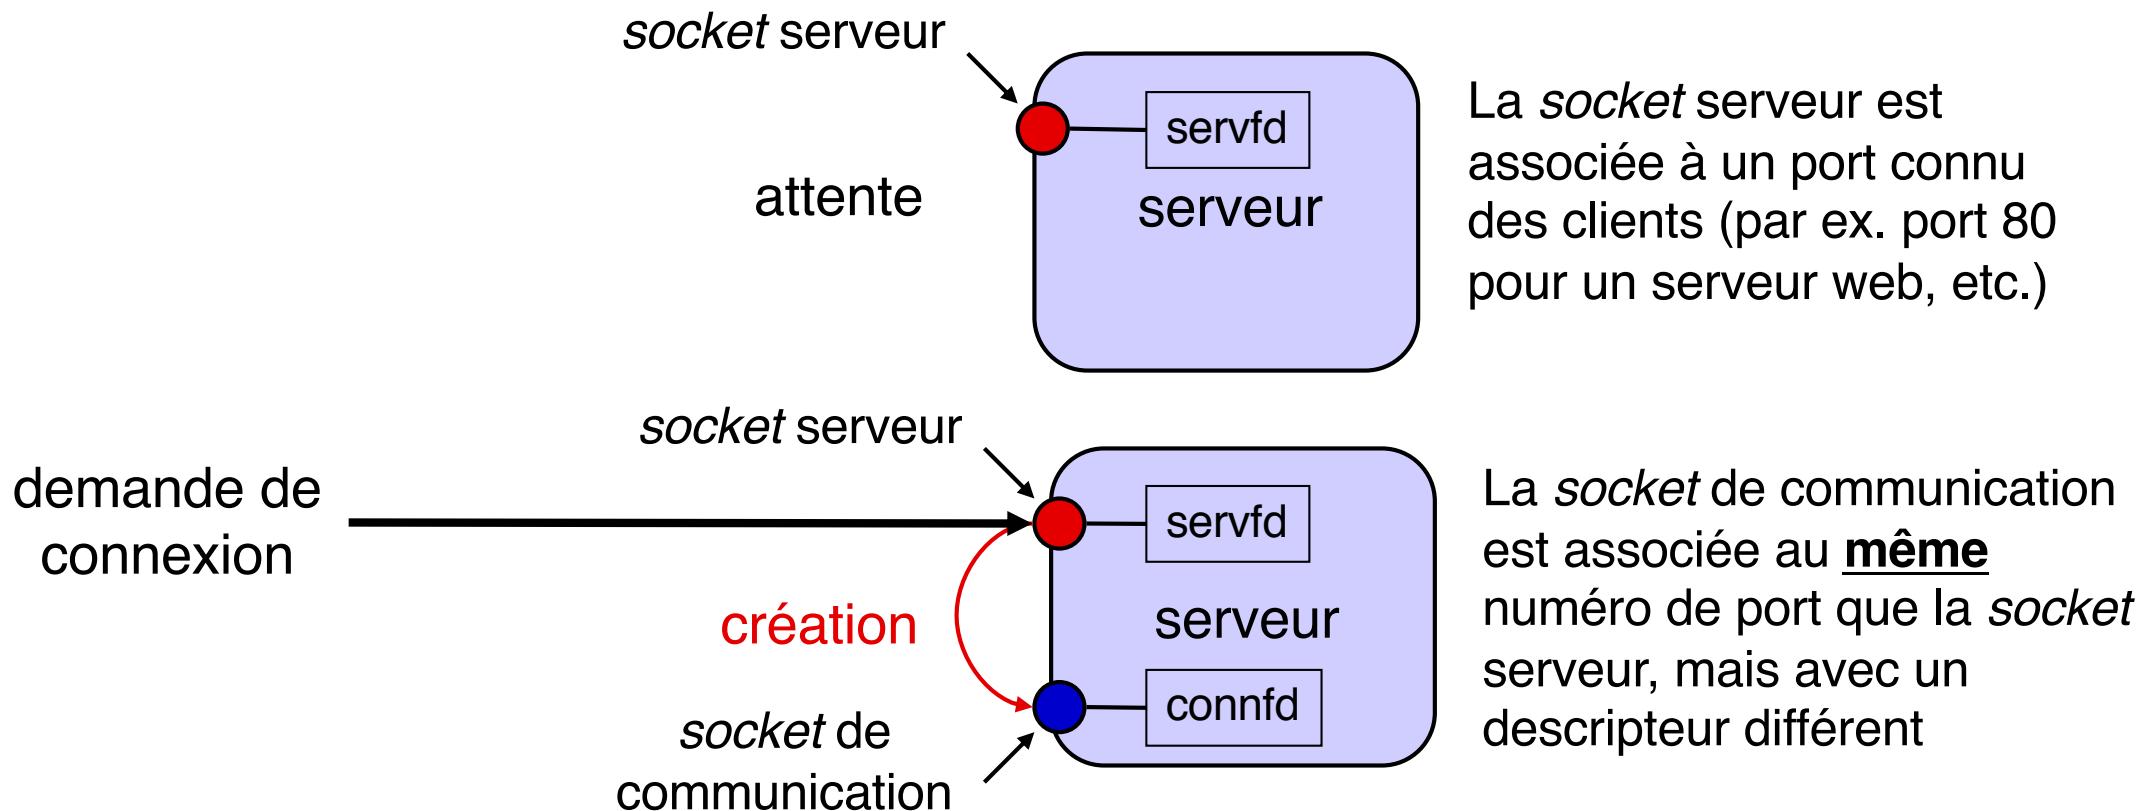 socket serveur
servfd
attente
serveur
La socket serveur est
associée à un port connu
des clients (par ex. port 80
pour un serveur web, etc.)
socket serveur
demande de
connexion
servfd
création
serveur
connfd
socket de
communication
La socket de communication
est associée au même
numéro de port que la socket
serveur, mais avec un
descripteur différent